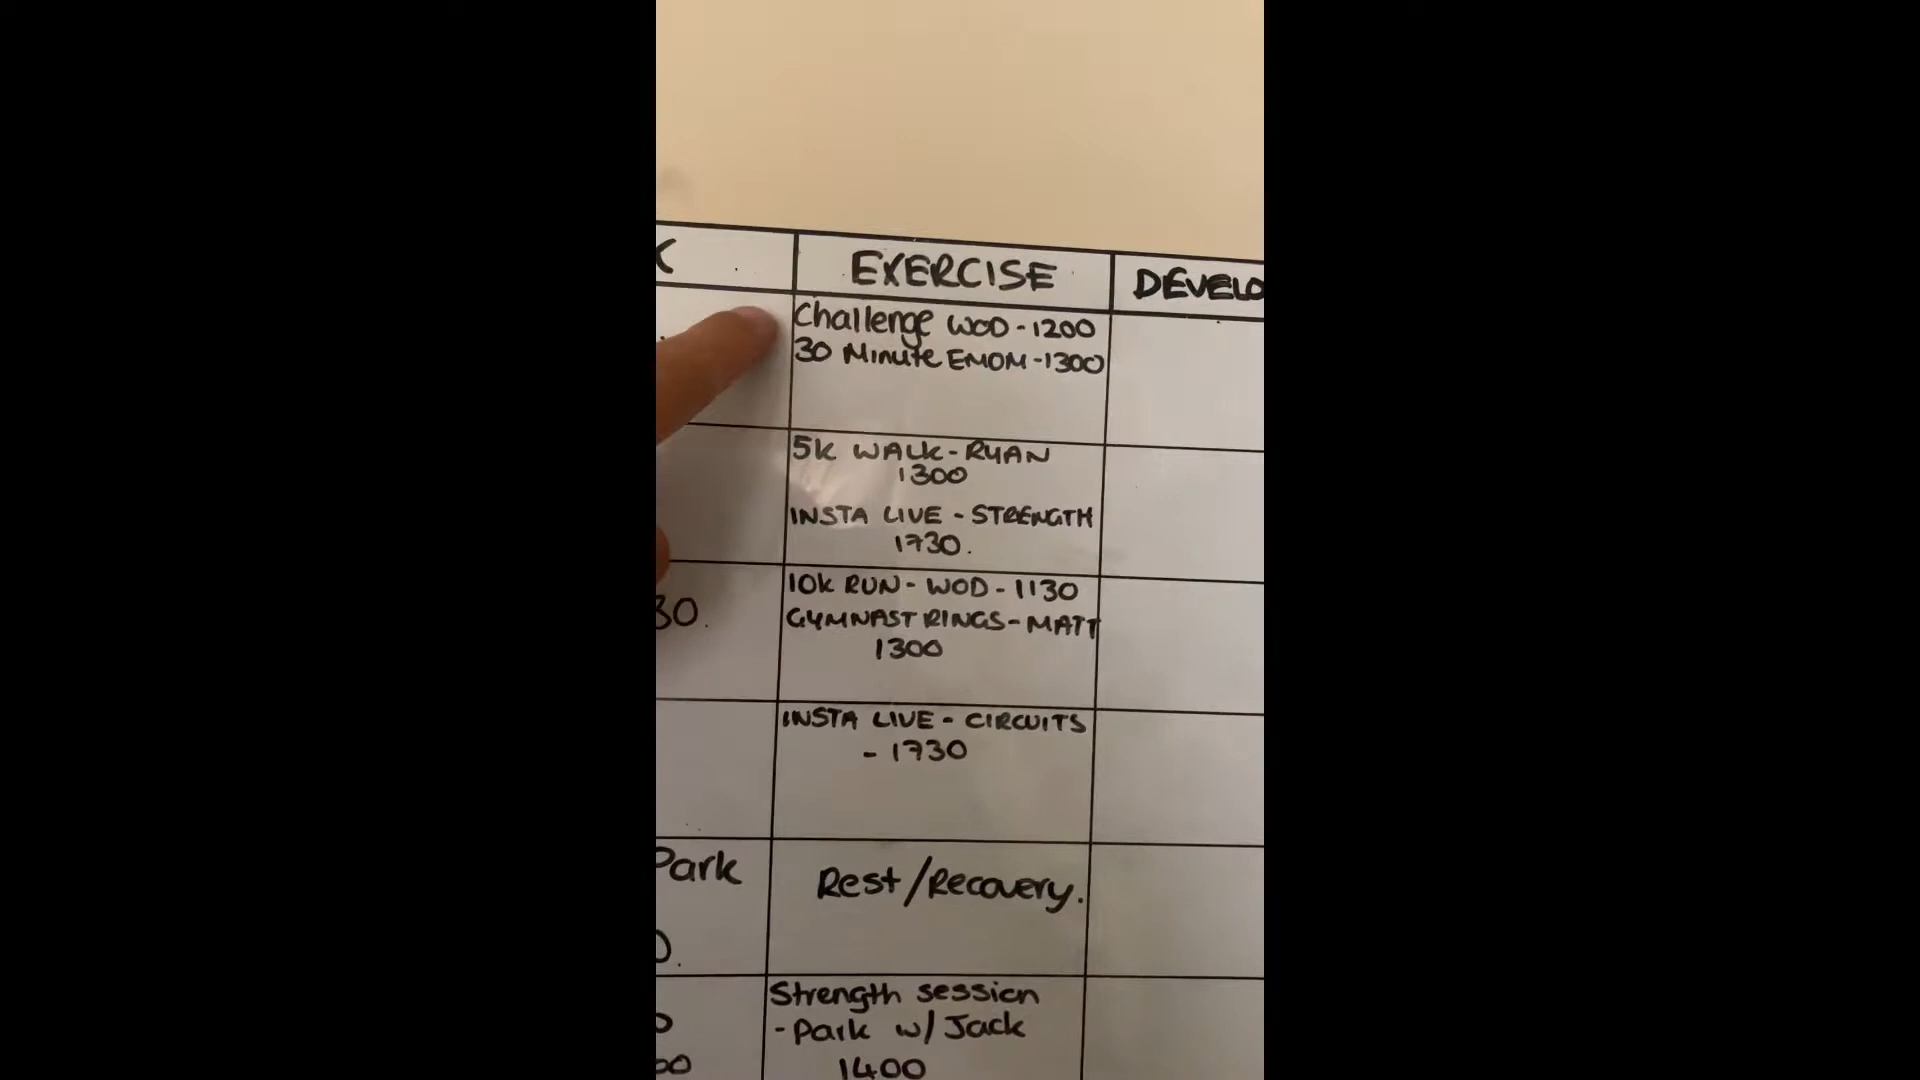 EXERCISE
DEVELO
Challenge WOD - 1200
30 Minute EMOM - 1300
5k WALK - RYAN
1300
INSTA LIVE - STRENGTH
1730.
10k RUN - WOD - 1130
GYMNAST RINGS - MATT
1300
30.
INSTA LIVE - CIRCUITS
- 1730
Park
Rest/Recovery.
0.
Strength session
- Park w/ Jack
1400
00